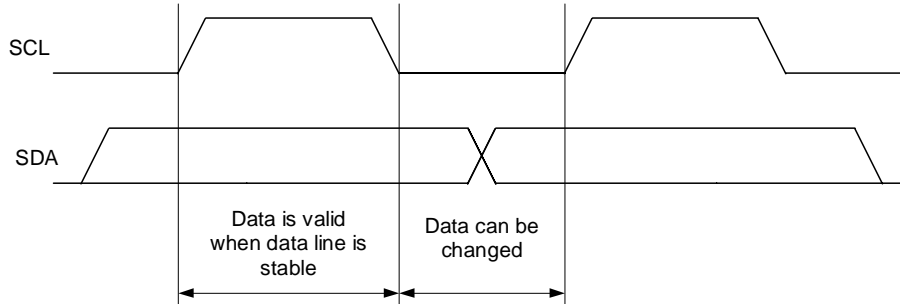 SCL
SDA
Data is valid
when data line is
stable
Data can be
changed